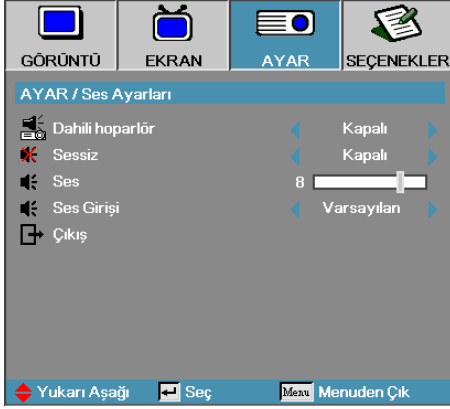 GÖRÜNTÜ EKRAN AYAR SEÇENEKLER
AYAR / Ses Ayarları
Dahili hoparlör Kapalı
Sessiz Kapalı
Ses 8
Ses Girişi Varsayılan
Çıkış
Yukarı Aşağı Seç Menu Menuden Çık